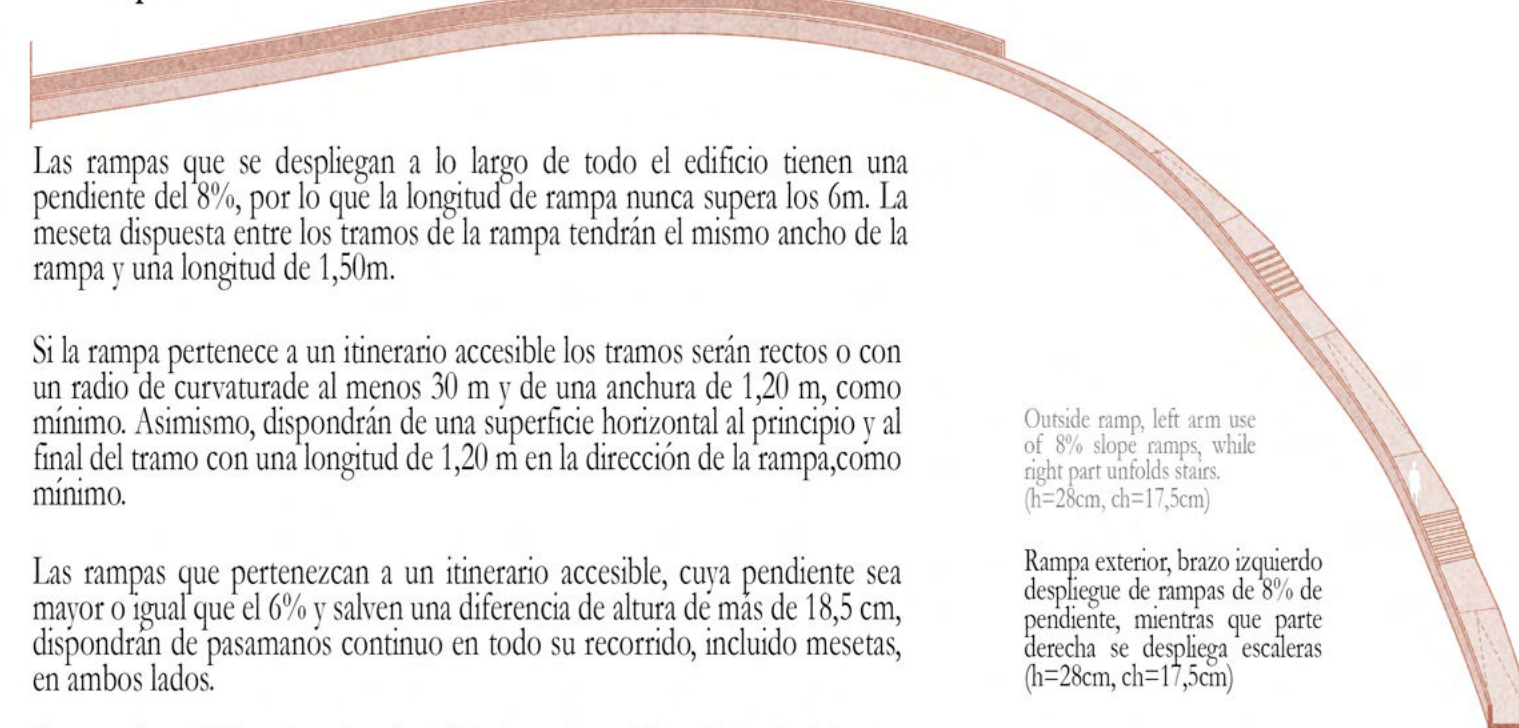 Las rampas que se despliegan a lo largo de todo el edificio tienen una
pendiente del 8%, por lo que la longitud de rampa nunca supera los 6m. La
meseta dispuesta entre los tramos de la rampa tendrán el mismo ancho de la
rampa y una longitud de 1,50m.
Si la rampa pertenece a un itinerario accesible los tramos serán rectos o con
un radio de curvaturade al menos 30 m y de una anchura de 1,20 m, como
mínimo. Asimismo, dispondrán de una superficie horizontal al principio y al
final del tramo con una longitud de 1,20 m en la dirección de la rampa,como
mínimo.
Las rampas que pertenezcan a un itinerario accesible, cuya pendiente sea
mayor o igual que el 6% y salven una diferencia de altura de más de 18,5 cm,
dispondrán de pasamanos continuo en todo su recorrido, incluido mesetas,
en ambos lados.
Outside ramp, left arm use
of 8% slope ramps, while
right part unfolds stairs.
(h=28cm, ch=17,5cm)
Rampa exterior, brazo izquierdo
despliegue de rampas de 8% de
pendiente, mientras que parte
derecha se despliega escaleras
(h=28cm, ch=17,5cm)